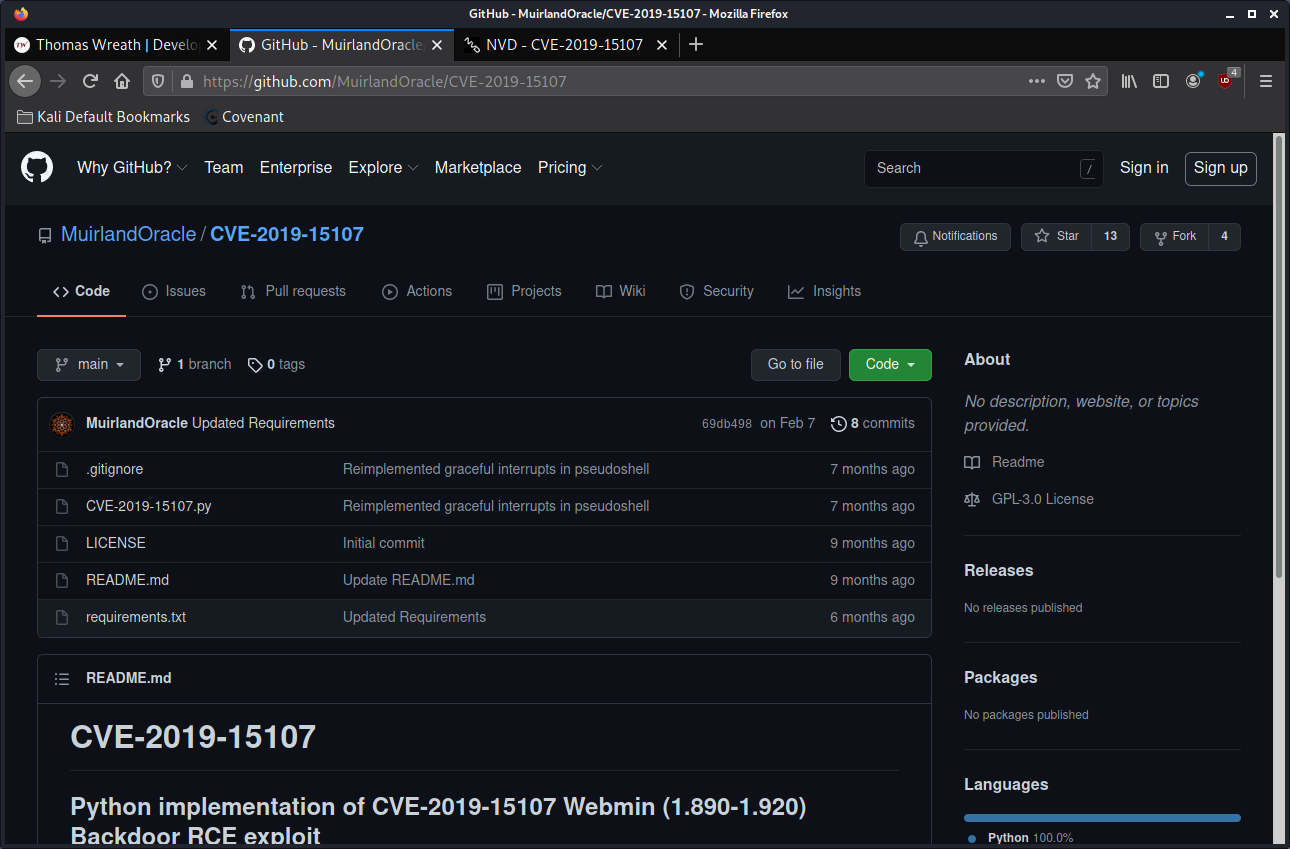 GitHub - MuirlandOracle/CVE-2019-15107 - Mozilla Firefox
TW Thomas Wreath | Develo
GitHub - MuirlandOracle
NVD - CVE-2019-15107
https://github.com/MuirlandOracle/CVE-2019-15107
4
Kali Default Bookmarks Covenant
Why GitHub? Team Enterprise Explore Marketplace Pricing Search / Sign in Sign up
MuirlandOracle / CVE-2019-15107 Notifications Star 13 Fork 4
Code Issues Pull requests Actions Projects Wiki Security Insights
main 1 branch 0 tags Go to file Code
MuirlandOracle Updated Requirements 69db498 on Feb 7 8 commits
.gitignore Reimplemented graceful interrupts in pseudoshell 7 months ago
CVE-2019-15107.py Reimplemented graceful interrupts in pseudoshell 7 months ago
LICENSE Initial commit 9 months ago
README.md Update README.md 9 months ago
requirements.txt Updated Requirements 6 months ago
README.md
CVE-2019-15107
Python implementation of CVE-2019-15107 Webmin (1.890-1.920)
Backdoor RCE exploit
About
No description, website, or topics
provided.
Readme
GPL-3.0 License
Releases
No releases published
Packages
No packages published
Languages
Python 100.0%